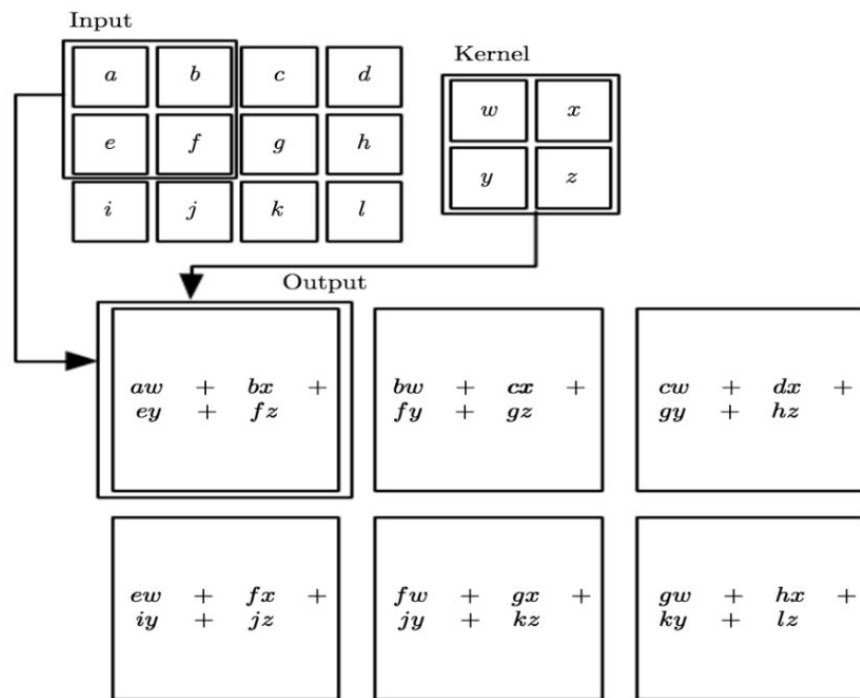 Input
a b c d
Kernel
w x
e f g h
y z
i j k l
Output
aw + bx + bw + cx + cw + dx +
ey + fz fy + gz gy + hz
ew + fx + fw + gx + gw + hx +
iy + jz jy + kz ky + lz